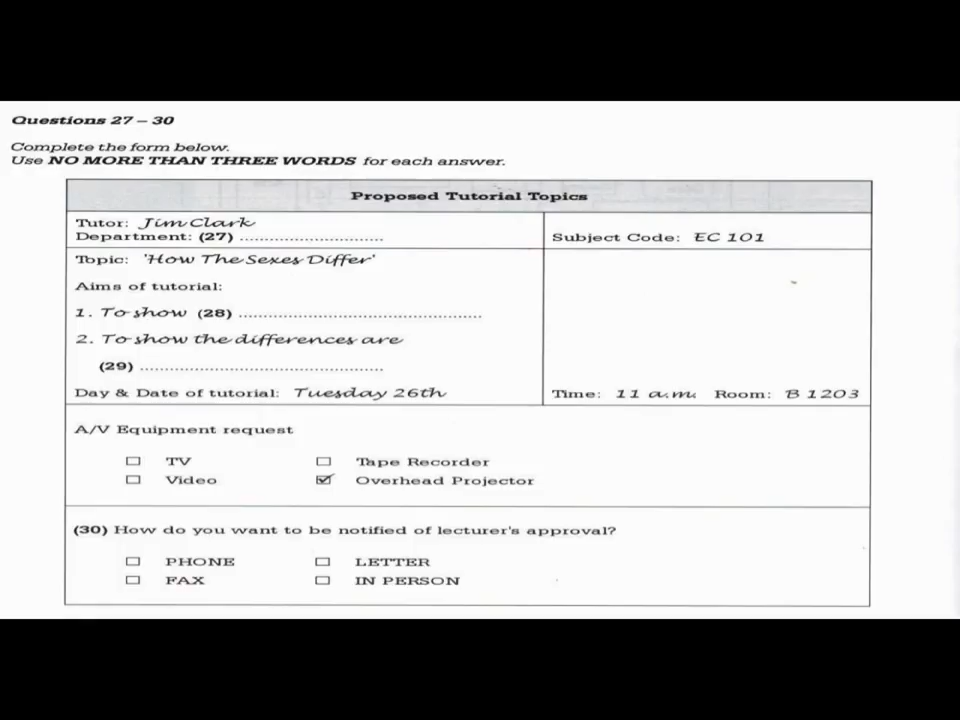 Questions 27 – 30
Complete the form below.
Use NO MORE THAN THREE WORDS for each answer.
Proposed Tutorial Topics
Tutor: Jim Clark
Department: (27) ................................
Subject Code: EC 101
Topic: 'How The Sexes Differ'
Aims of tutorial:
1. To show (28) ......................................................
2. To show the differences are
(29) ......................................................
Day & Date of tutorial: Tuesday 26th
Time: 11 a.m. Room: B 1203
A/V Equipment request
☐ TV ☐ Tape Recorder
☐ Video ☑ Overhead Projector
(30) How do you want to be notified of lecturer's approval?
☐ PHONE ☐ LETTER
☐ FAX ☐ IN PERSON